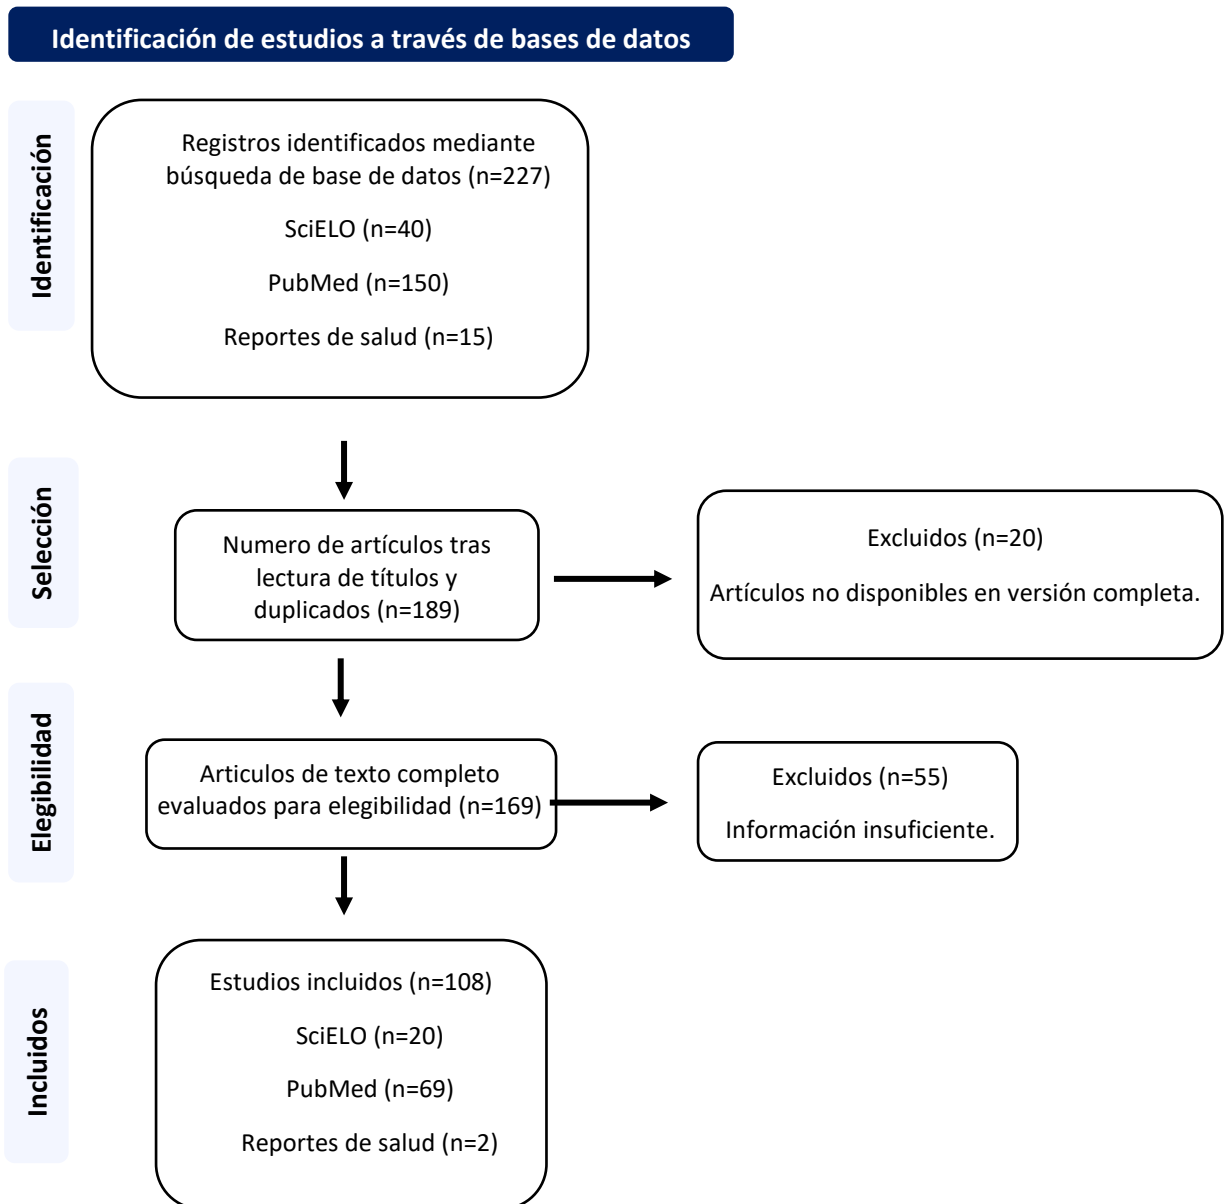 Identificación de estudios a través de bases de datos
Identificación
Registros identificados mediante
búsqueda de base de datos (n=227)
SciELO (n=40)
PubMed (n=150)
Reportes de salud (n=15)
Selección
Numero de artículos tras
lectura de títulos y
duplicados (n=189)
Excluidos (n=20)
Artículos no disponibles en versión completa.
Elegibilidad
Articulos de texto completo
evaluados para elegibilidad (n=169)
Excluidos (n=55)
Información insuficiente.
Incluidos
Estudios incluidos (n=108)
SciELO (n=20)
PubMed (n=69)
Reportes de salud (n=2)